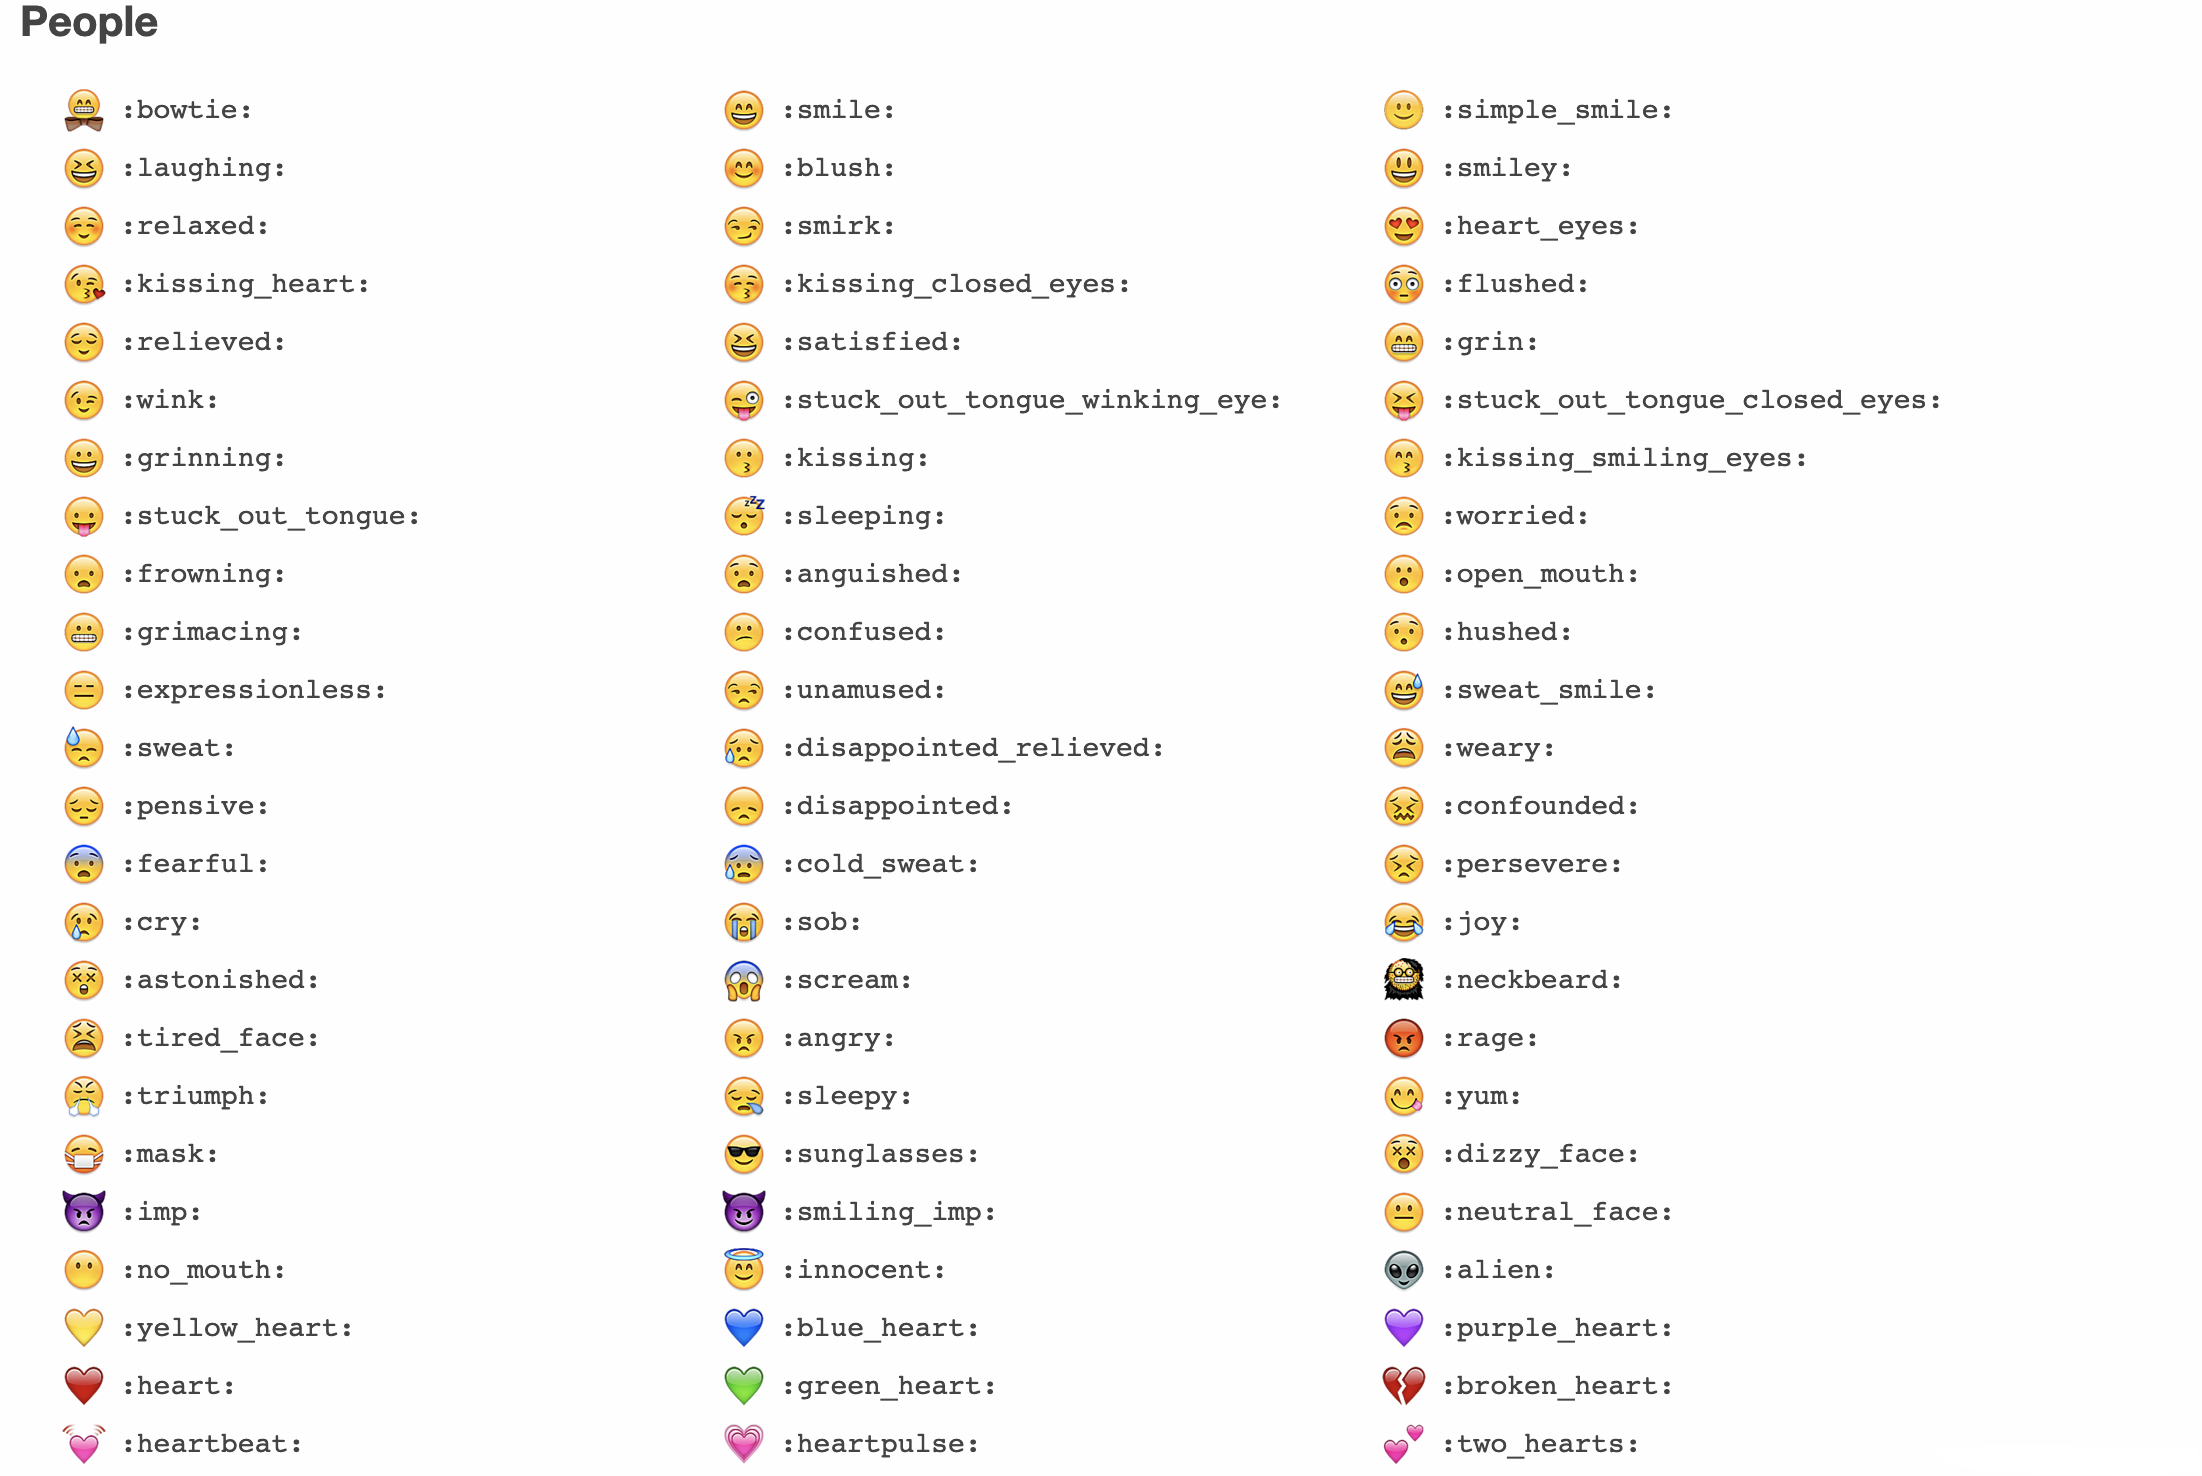 People
:bowtie: :smile: :simple_smile:
:laughing: :blush: :smiley:
:relaxed: :smirk: :heart_eyes:
:kissing_heart: :kissing_closed_eyes: :flushed:
:relieved: :satisfied: :grin:
:wink: :stuck_out_tongue_winking_eye: :stuck_out_tongue_closed_eyes:
:grinning: :kissing: :kissing_smiling_eyes:
:stuck_out_tongue: :sleeping: :worried:
:frowning: :anguished: :open_mouth:
:grimacing: :confused: :hushed:
:expressionless: :unamused: :sweat_smile:
:sweat: :disappointed_relieved: :weary:
:pensive: :disappointed: :confounded:
:fearful: :cold_sweat: :persevere:
:cry: :sob: :joy:
:astonished: :scream: :neckbeard:
:tired_face: :angry: :rage:
:triumph: :sleepy: :yum:
:mask: :sunglasses: :dizzy_face:
:imp: :smiling_imp: :neutral_face:
:no_mouth: :innocent: :alien:
:yellow_heart: :blue_heart: :purple_heart:
:heart: :green_heart: :broken_heart:
:heartbeat: :heartpulse: :two_hearts: